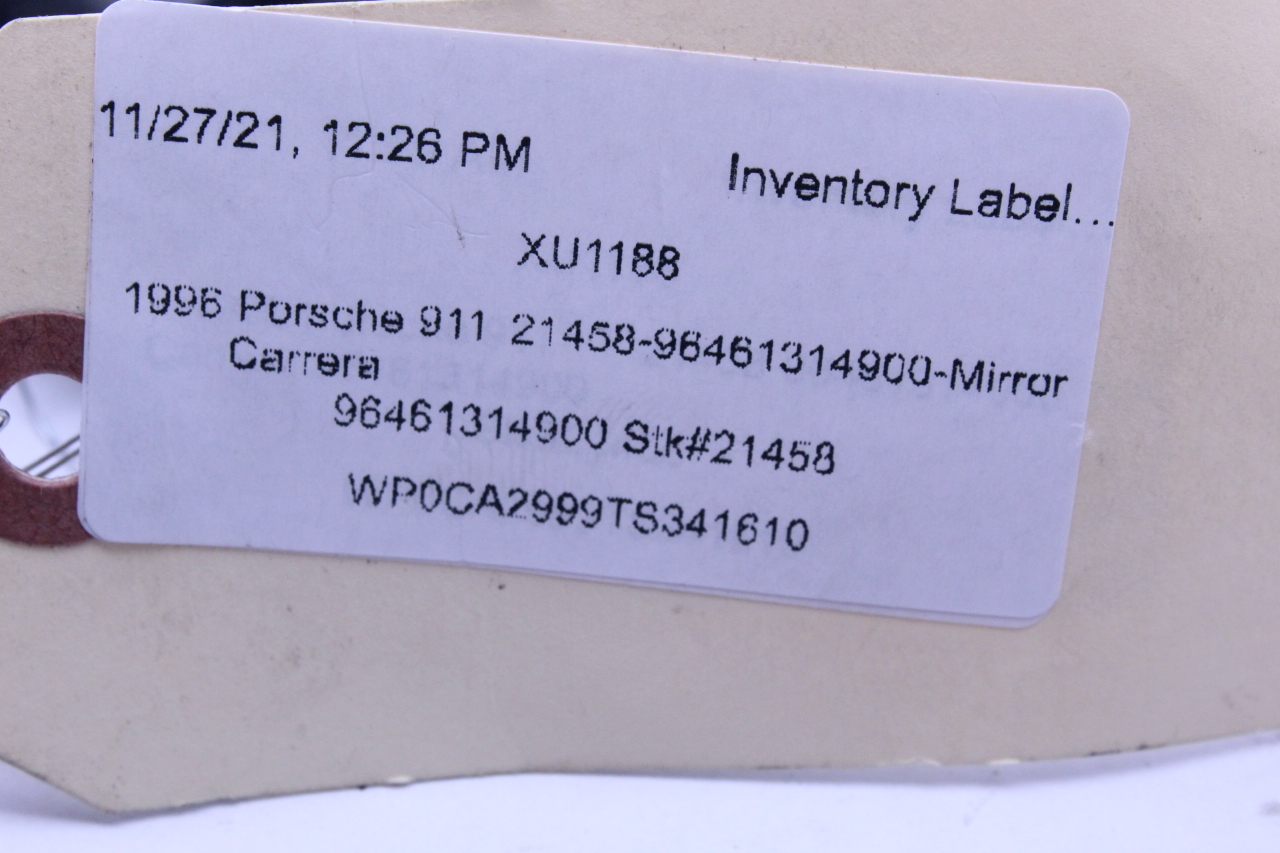 11/27/21, 12:26 PM
Inventory Label...
XU1188
1996 Porsche 911 21458-96461314900-Mirror
Carrera
96461314900 Stk#21458
WP0CA2999TS341610